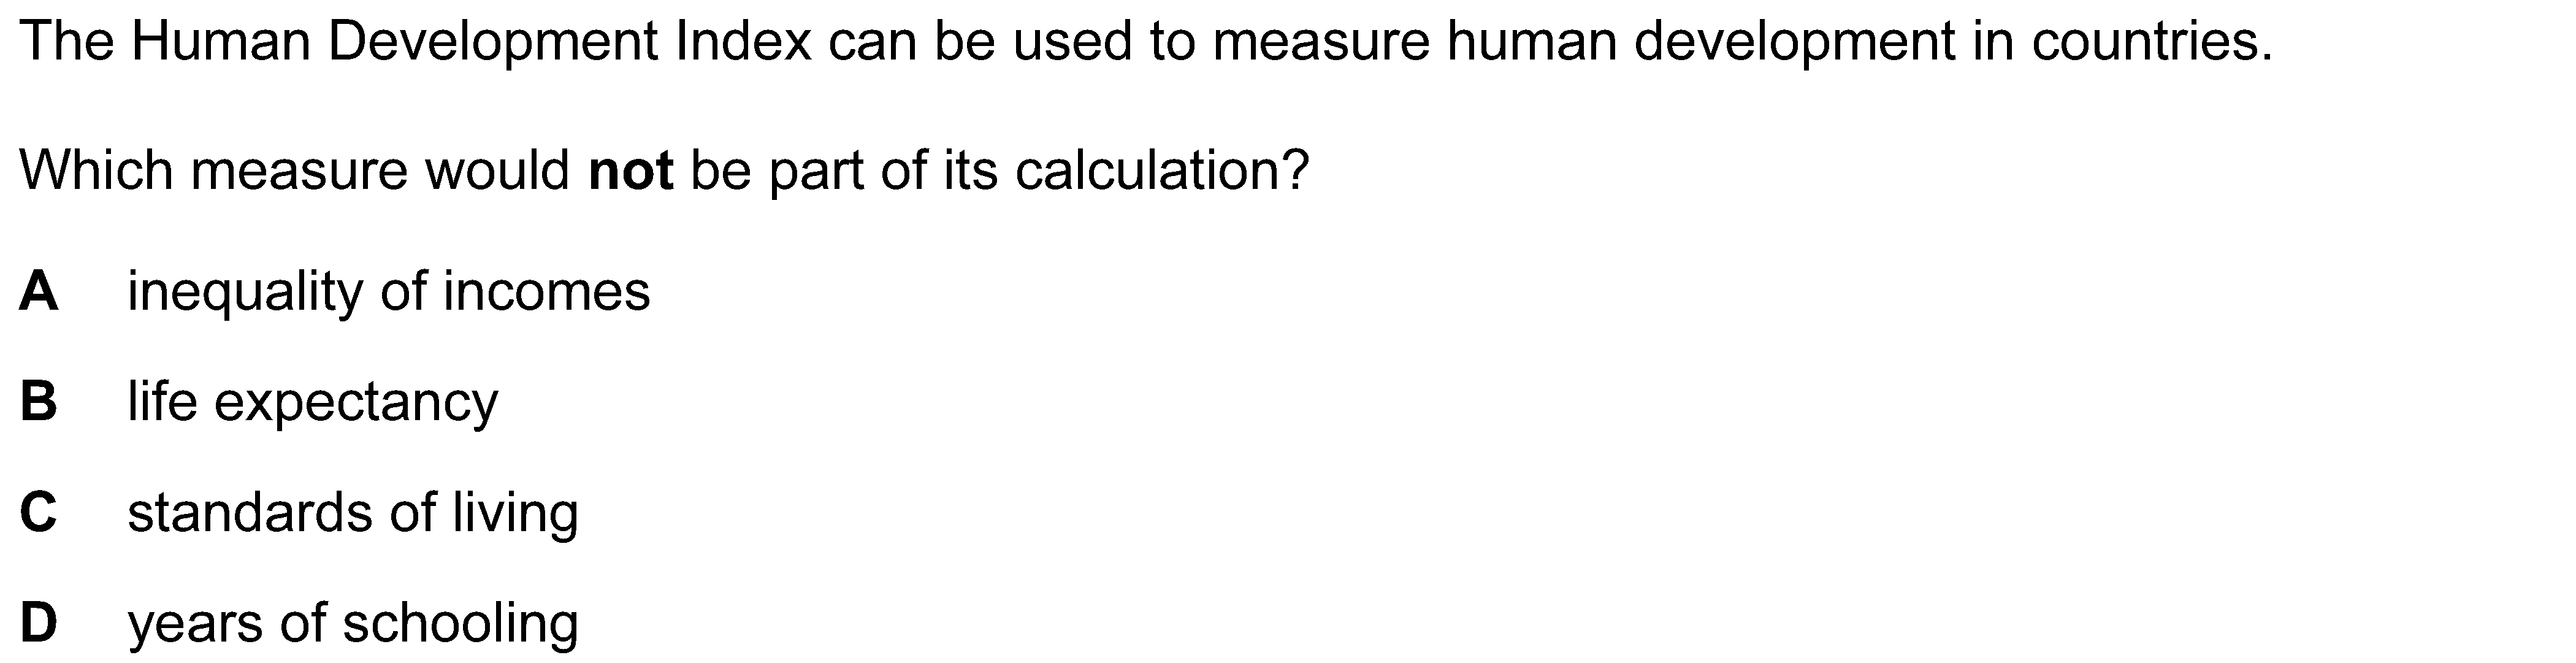 The Human Development Index can be used to measure human development in countries.
Which measure would not be part of its calculation?
A inequality of incomes
B life expectancy
C standards of living
D years of schooling